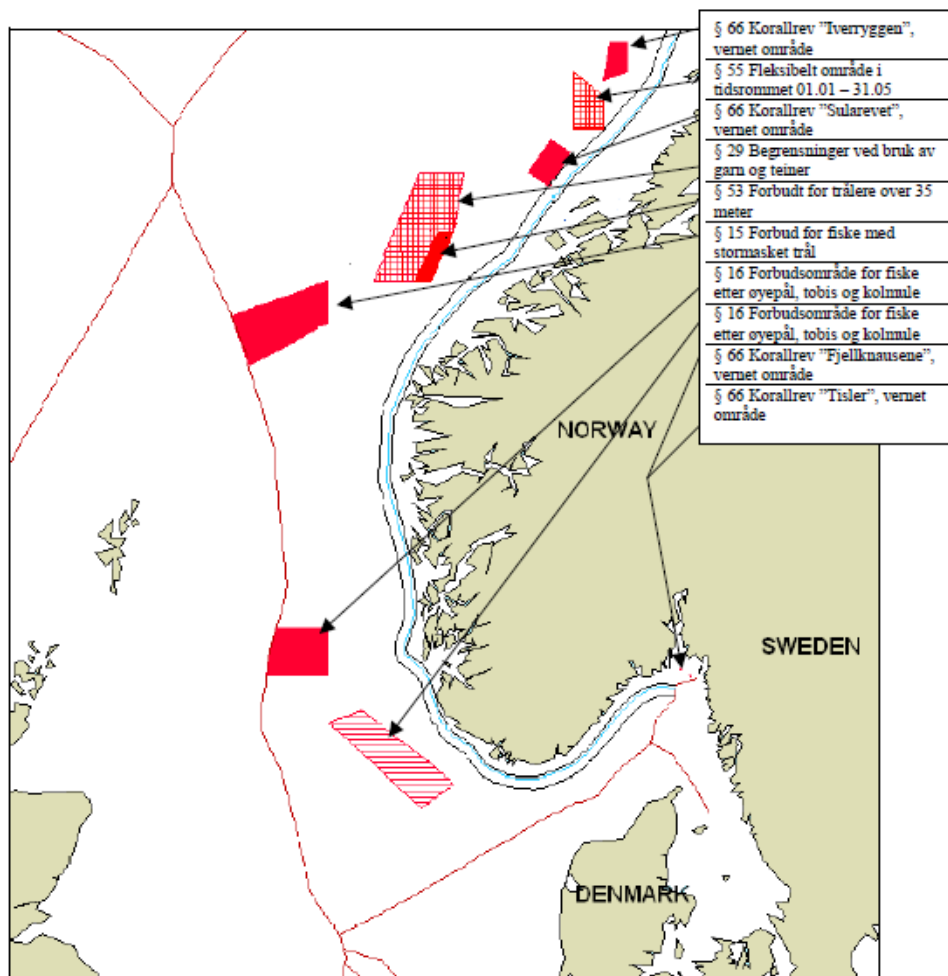 § 66 Korallrev ”Iverryggen”,
vernet område
§ 55 Fleksibelt område i
tidsrommet 01.01 – 31.05
§ 66 Korallrev ”Sularevet”,
vernet område
§ 29 Begrensninger ved bruk av
garn og teiner
§ 53 Forbudt for trålere over 35
meter
§ 15 Forbud for fiske med
stormasket trål
§ 16 Forbudsområde for fiske
etter øyepål, tobis og kolmule
§ 16 Forbudsområde for fiske
etter øyepål, tobis og kolmule
§ 66 Korallrev ”Fjellknausene”,
vernet område
§ 66 Korallrev ”Tisler”, vernet
område
NORWAY
SWEDEN
DENMARK